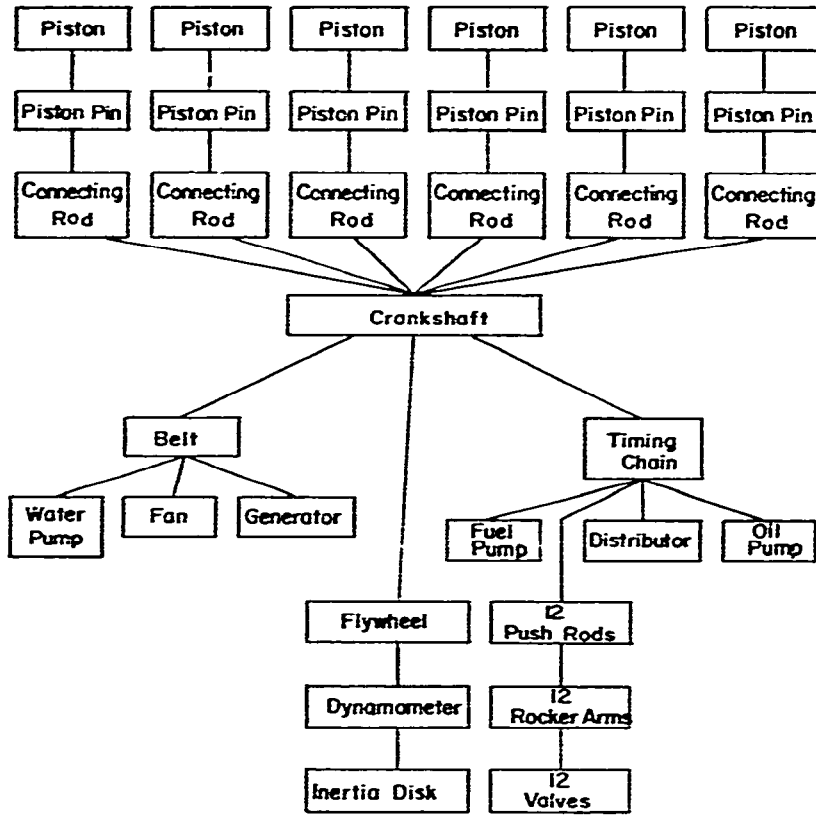 Piston Piston Piston Piston Piston Piston
Piston Pin Piston Pin Piston Pin Piston Pin Piston Pin Piston Pin
Connecting Connecting Connecting Connecting Connecting Connecting
Rod Rod Rod Rod Rod Rod
Crankshaft
Belt
Timing
Chain
Water
Pump
Fan
Generator
Fuel
Pump
Distributor
Oil
Pump
Flywheel
12
Push Rods
Dynamometer
12
Rocker Arms
Inertia Disk
12
Valves